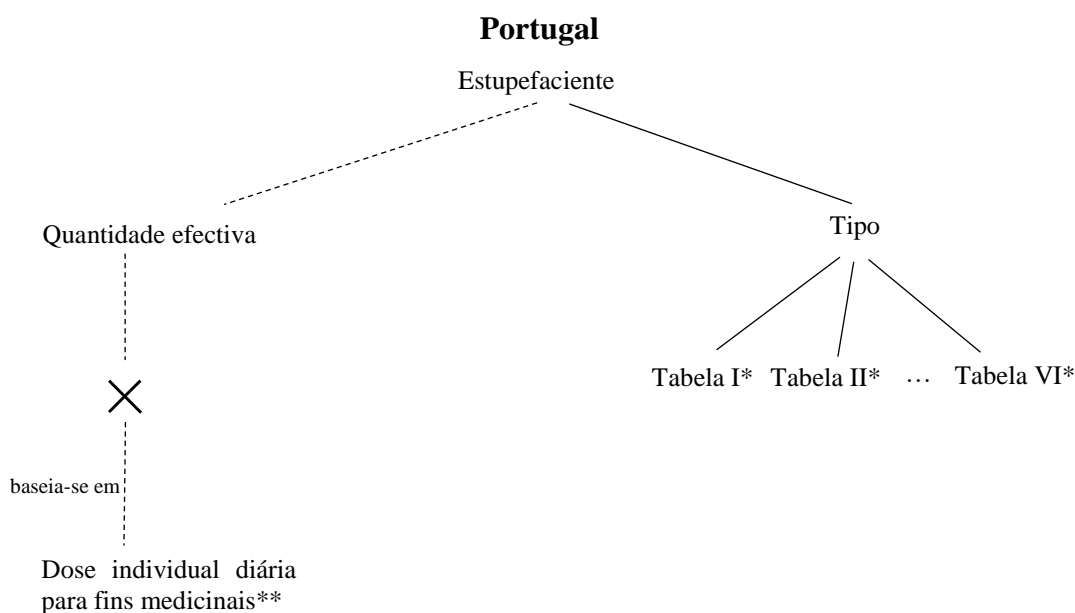 Portugal
Estupefaciente
Quantidade efectiva
Tipo
Tabela I* Tabela II* … Tabela VI*
baseia-se em
Dose individual diária
para fins medicinais**